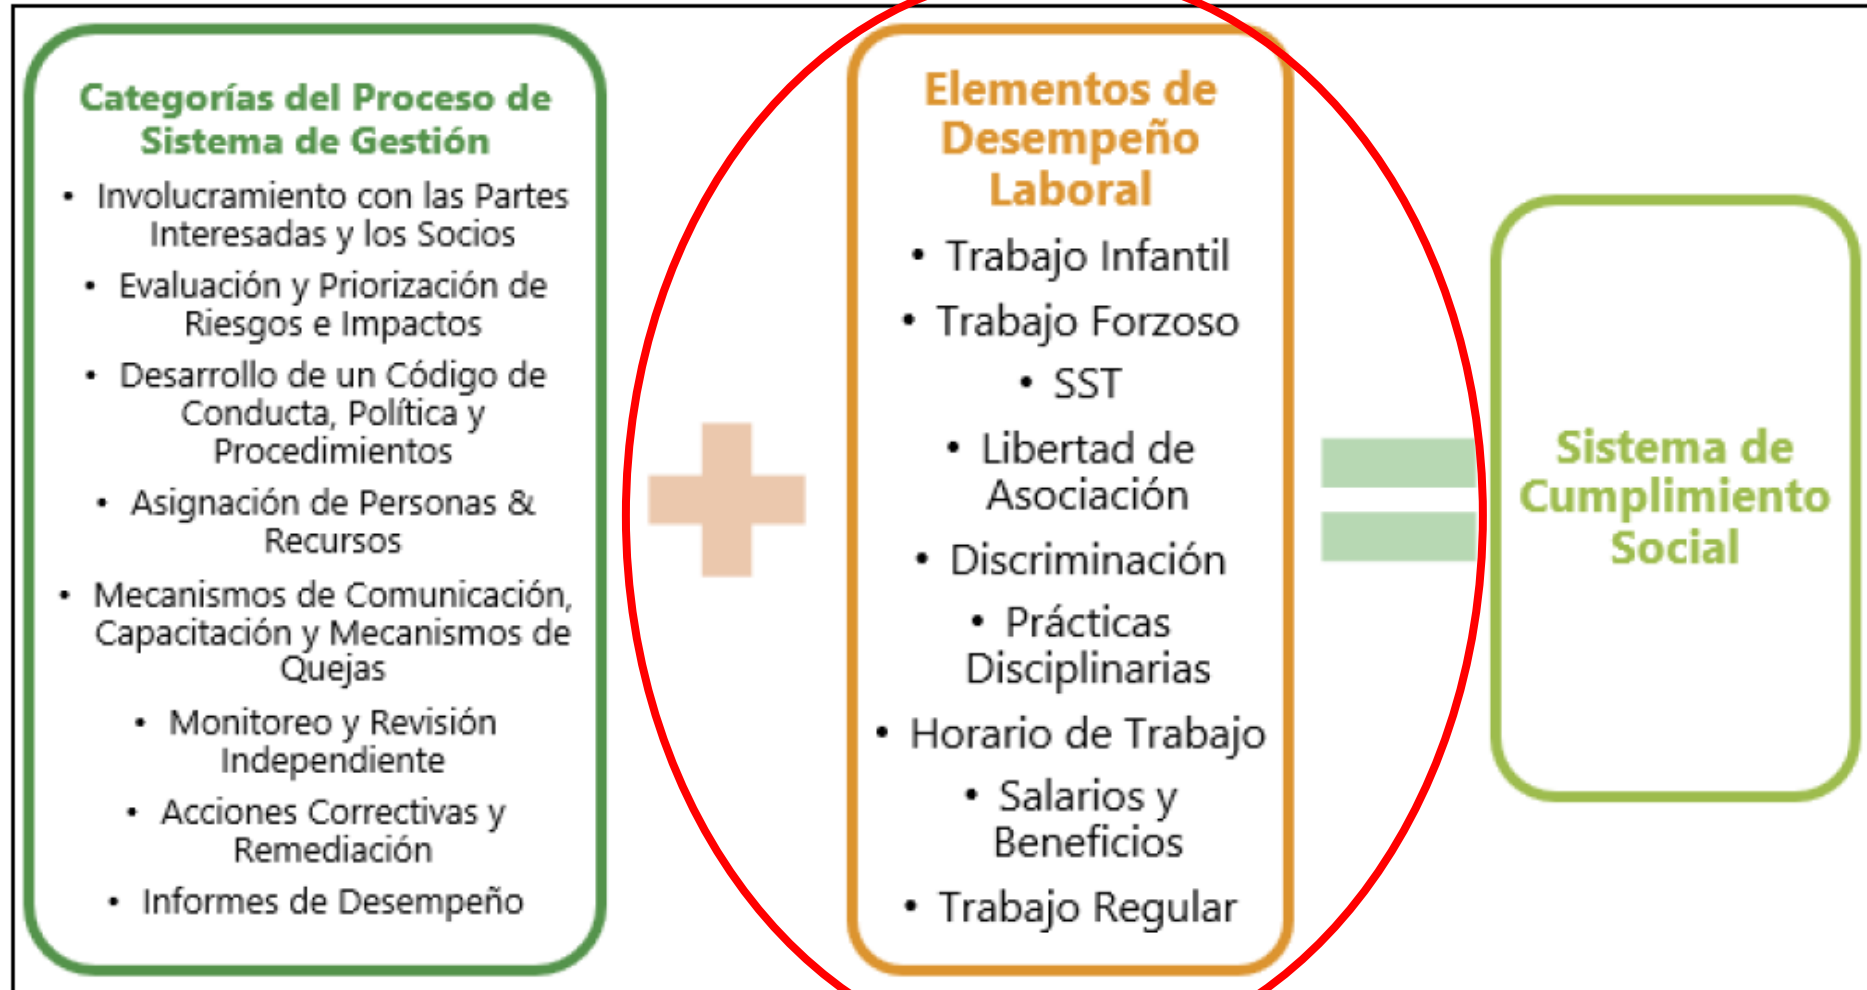 Categorías del Proceso de
Sistema de Gestión
• Involucramiento con las Partes
Interesadas y los Socios
• Evaluación y Priorización de
Riesgos e Impactos
• Desarrollo de un Código de
Conducta, Política y
Procedimientos
• Asignación de Personas &
Recursos
• Mecanismos de Comunicación,
Capacitación y Mecanismos de
Quejas
• Monitoreo y Revisión
Independiente
• Acciones Correctivas y
Remediación
• Informes de Desempeño
Elementos de
Desempeño
Laboral
• Trabajo Infantil
• Trabajo Forzoso
• SST
• Libertad de
Asociación
• Discriminación
• Prácticas
Disciplinarias
• Horario de Trabajo
• Salarios y
Beneficios
• Trabajo Regular
Sistema de
Cumplimiento
Social